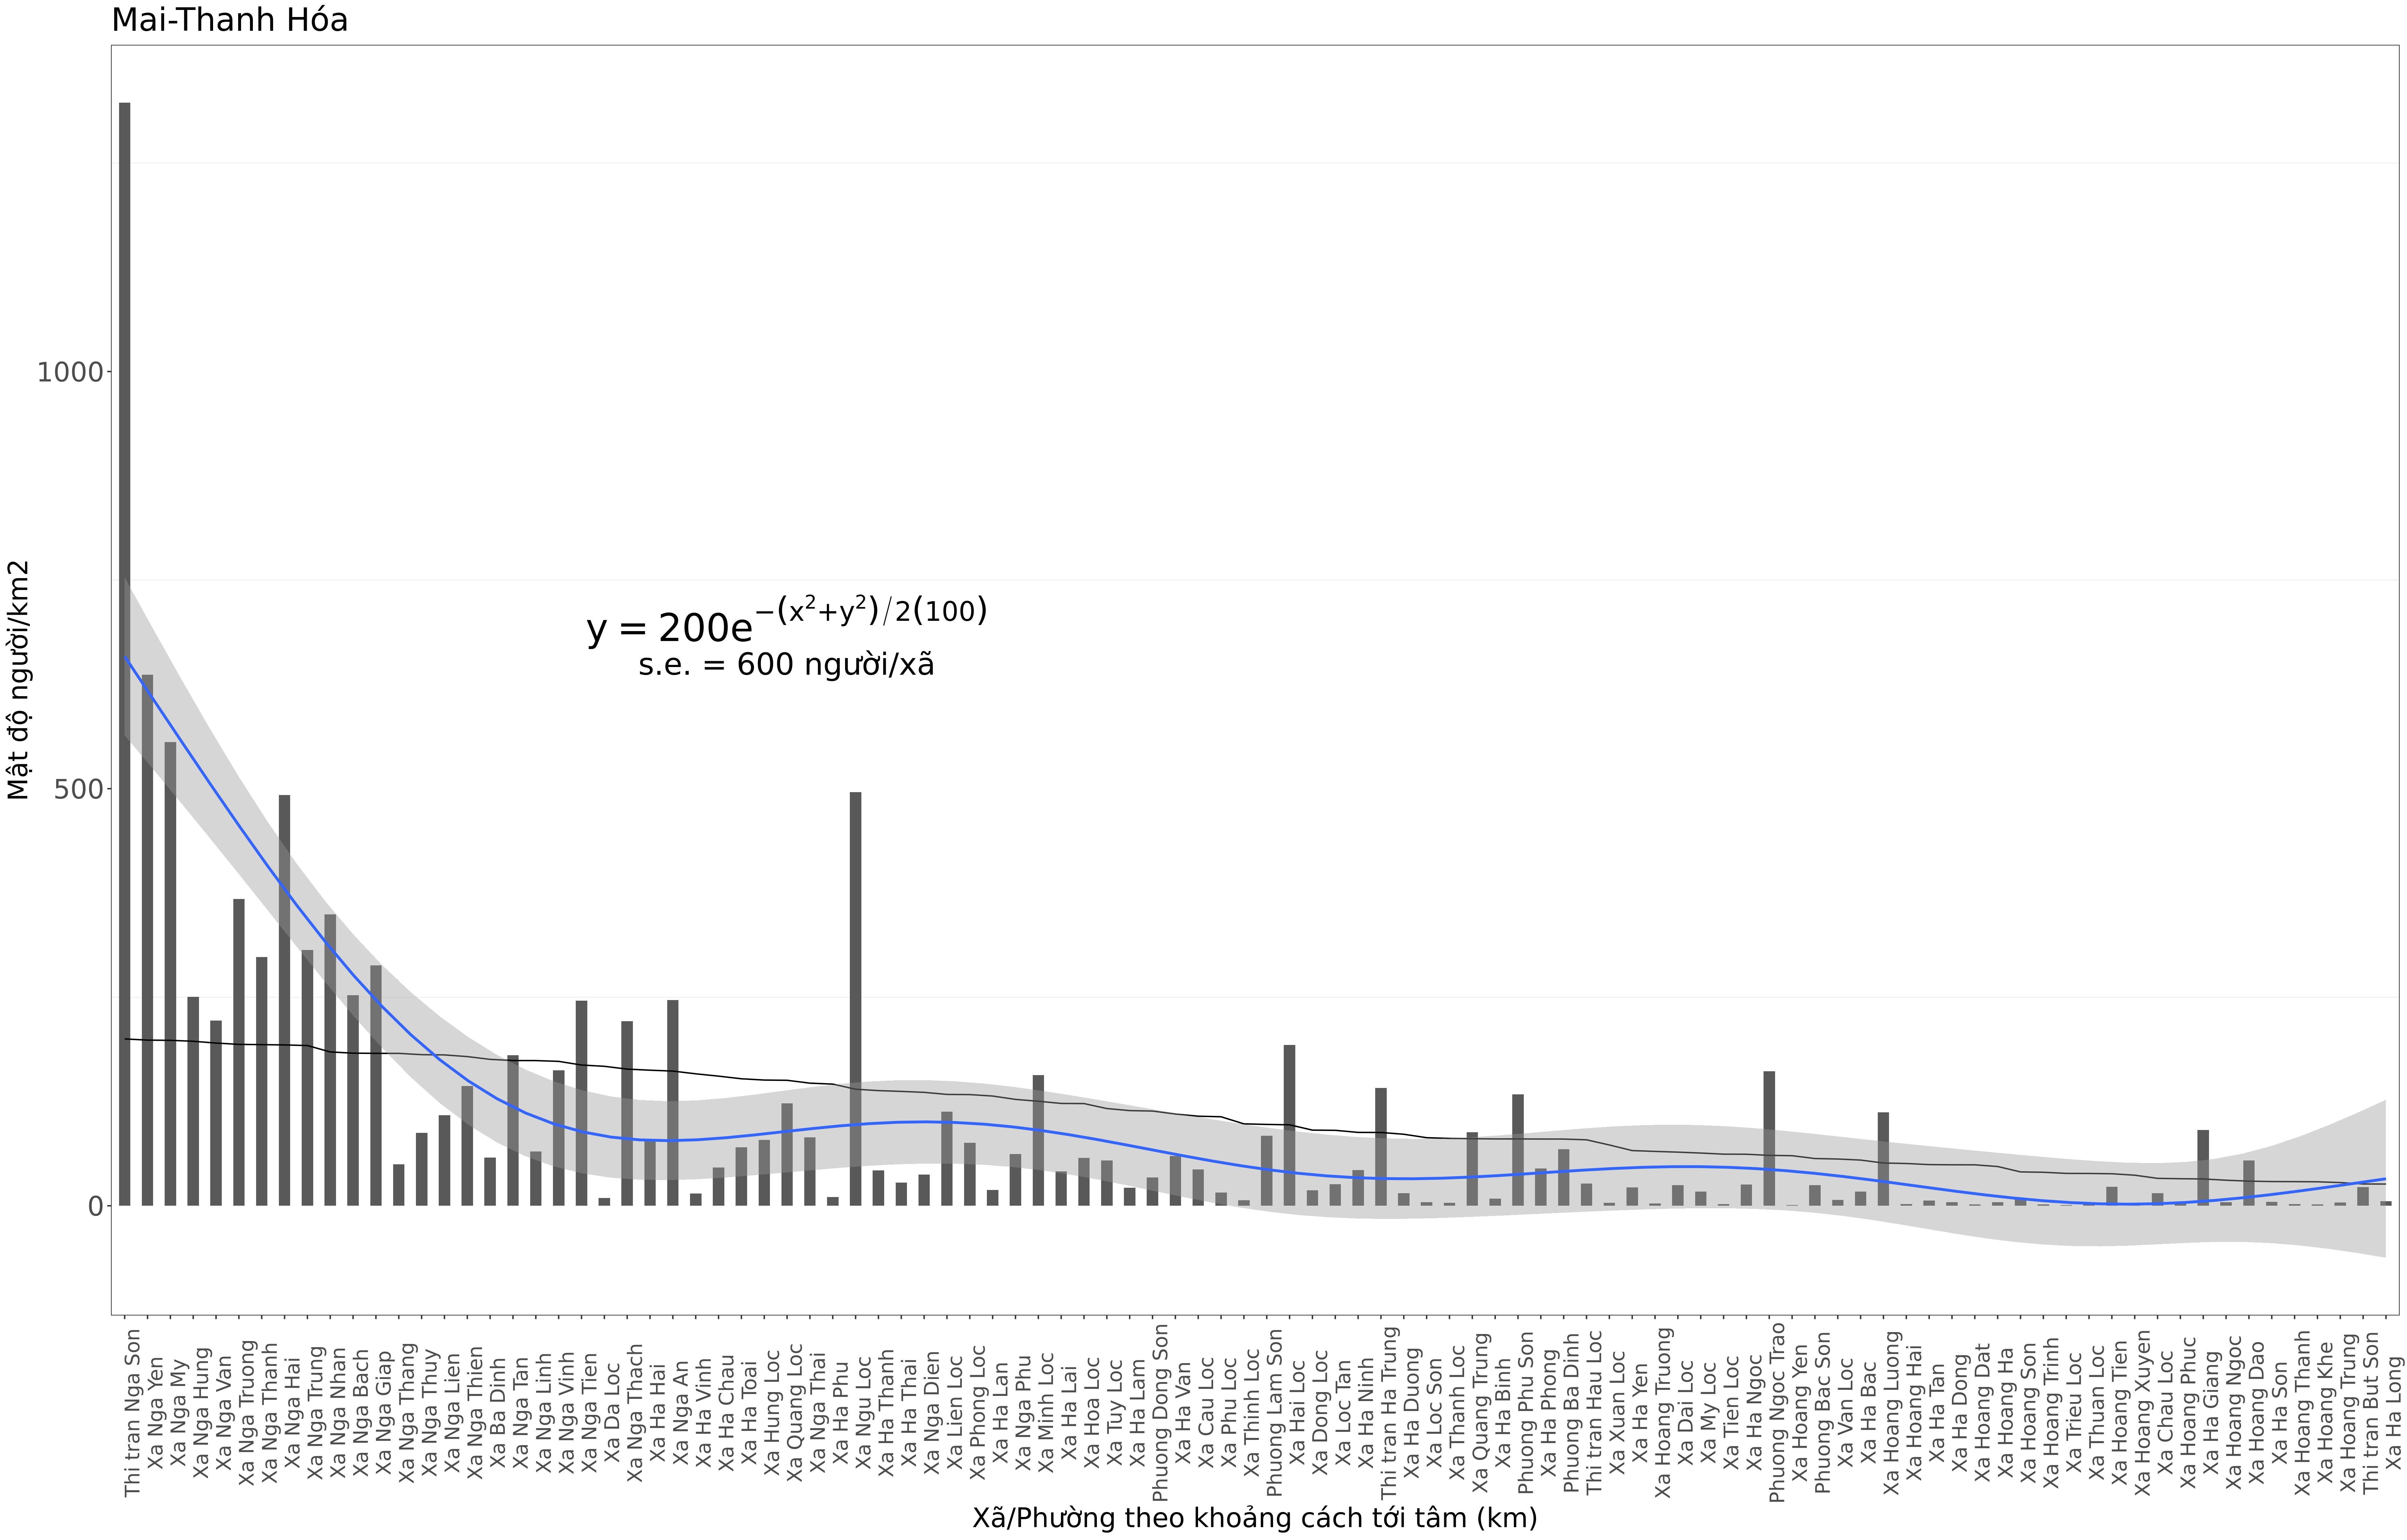 Mai-Thanh Hóa
Mật độ người/km2
1000
500
0
y = 200e^−(x²+y²)/2(100)
s.e. = 600 người/xã
Thi tran Nga Son
Xa Nga Yen
Xa Nga My
Xa Nga Hung
Xa Nga Van
Xa Nga Truong
Xa Nga Thanh
Xa Nga Hai
Xa Nga Trung
Xa Nga Nhan
Xa Nga Bach
Xa Nga Giap
Xa Nga Thang
Xa Nga Thuy
Xa Nga Lien
Xa Nga Thien
Xa Ba Dinh
Xa Nga Tan
Xa Nga Linh
Xa Nga Vinh
Xa Nga Tien
Xa Da Loc
Xa Nga Thach
Xa Ha Hai
Xa Nga An
Xa Ha Vinh
Xa Ha Chau
Xa Ha Toai
Xa Hung Loc
Xa Quang Loc
Xa Nga Thai
Xa Ha Phu
Xa Ngu Loc
Xa Ha Thanh
Xa Ha Thai
Xa Nga Dien
Xa Lien Loc
Xa Phong Loc
Xa Ha Lan
Xa Nga Phu
Xa Minh Loc
Xa Ha Lai
Xa Hoa Loc
Xa Tuy Loc
Xa Ha Lam
Phuong Dong Son
Xa Ha Van
Xa Cau Loc
Xa Phu Loc
Xa Thinh Loc
Phuong Lam Son
Xa Hai Loc
Xa Dong Loc
Xa Loc Tan
Xa Ha Ninh
Thi tran Ha Trung
Xa Ha Duong
Xa Loc Son
Xa Thanh Loc
Xa Quang Trung
Xa Ha Binh
Phuong Phu Son
Xa Ha Phong
Phuong Ba Dinh
Thi tran Hau Loc
Xa Xuan Loc
Xa Ha Yen
Xa Hoang Truong
Xa Dai Loc
Xa My Loc
Xa Tien Loc
Xa Ha Ngoc
Phuong Ngoc Trao
Xa Hoang Yen
Phuong Bac Son
Xa Van Loc
Xa Ha Bac
Xa Hoang Luong
Xa Hoang Hai
Xa Ha Tan
Xa Ha Dong
Xa Hoang Dat
Xa Hoang Ha
Xa Hoang Son
Xa Hoang Trinh
Xa Trieu Loc
Xa Thuan Loc
Xa Hoang Tien
Xa Hoang Xuyen
Xa Chau Loc
Xa Hoang Phuc
Xa Ha Giang
Xa Hoang Ngoc
Xa Hoang Dao
Xa Ha Son
Xa Hoang Thanh
Xa Hoang Khe
Xa Hoang Trung
Thi tran But Son
Xa Ha Long
Xã/Phường theo khoảng cách tới tâm (km)